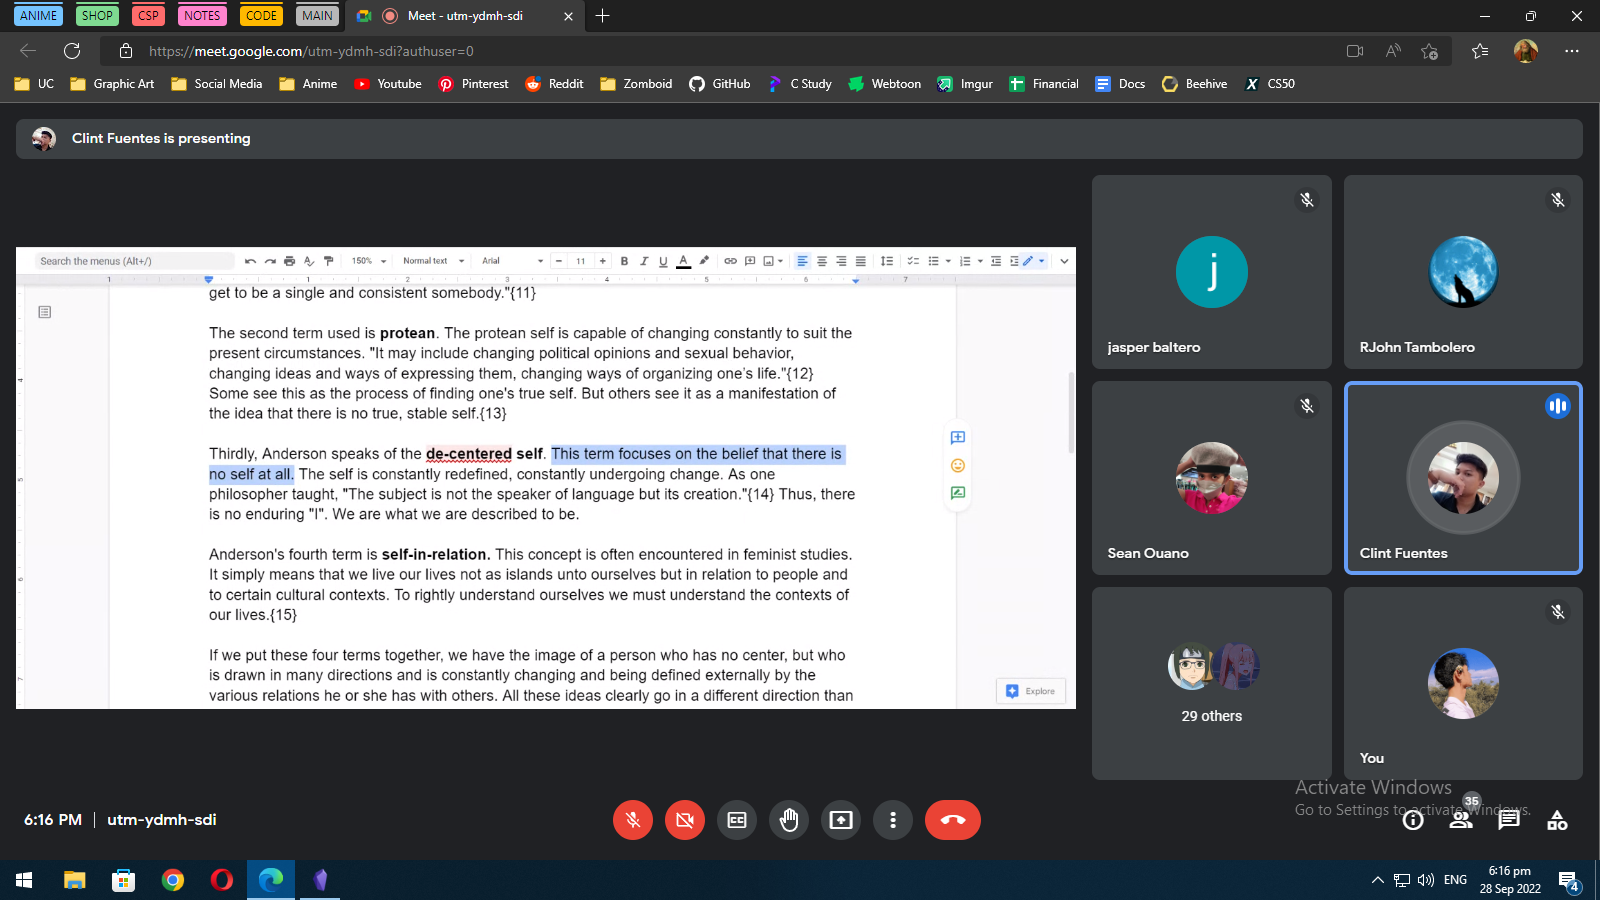 ANIME SHOP CSP NOTES CODE MAIN Meet - utm-ydmh-sdi
https://meet.google.com/utm-ydmh-sdi?authuser=0
UC Graphic Art Social Media Anime Youtube Pinterest Reddit Zomboid GitHub C Study Webtoon Imgur Financial Docs Beehive CS50
Clint Fuentes is presenting
Search the menus (Alt+/) 150% Normal text Arial 11
1 1 2 3 4 5 6 7
get to be a single and consistent somebody."{11}
The second term used is protean. The protean self is capable of changing constantly to suit the
present circumstances. "It may include changing political opinions and sexual behavior,
changing ideas and ways of expressing them, changing ways of organizing one's life."{12}
Some see this as the process of finding one's true self. But others see it as a manifestation of
the idea that there is no true, stable self.{13}
Thirdly, Anderson speaks of the de-centered self. This term focuses on the belief that there is
no self at all. The self is constantly redefined, constantly undergoing change. As one
philosopher taught, "The subject is not the speaker of language but its creation."{14} Thus, there
is no enduring "I". We are what we are described to be.
Anderson's fourth term is self-in-relation. This concept is often encountered in feminist studies.
It simply means that we live our lives not as islands unto ourselves but in relation to people and
to certain cultural contexts. To rightly understand ourselves we must understand the contexts of
our lives.{15}
If we put these four terms together, we have the image of a person who has no center, but who
is drawn in many directions and is constantly changing and being defined externally by the
various relations he or she has with others. All these ideas clearly go in a different direction than
4
5
6
7
Explore
j
jasper baltero
RJohn Tambolero
Sean Ouano
Clint Fuentes
29 others
You
Activate Windows
Go to Settings to activate Windows.
6:16 PM | utm-ydmh-sdi
35
ENG
6:16 pm
28 Sep 2022
4